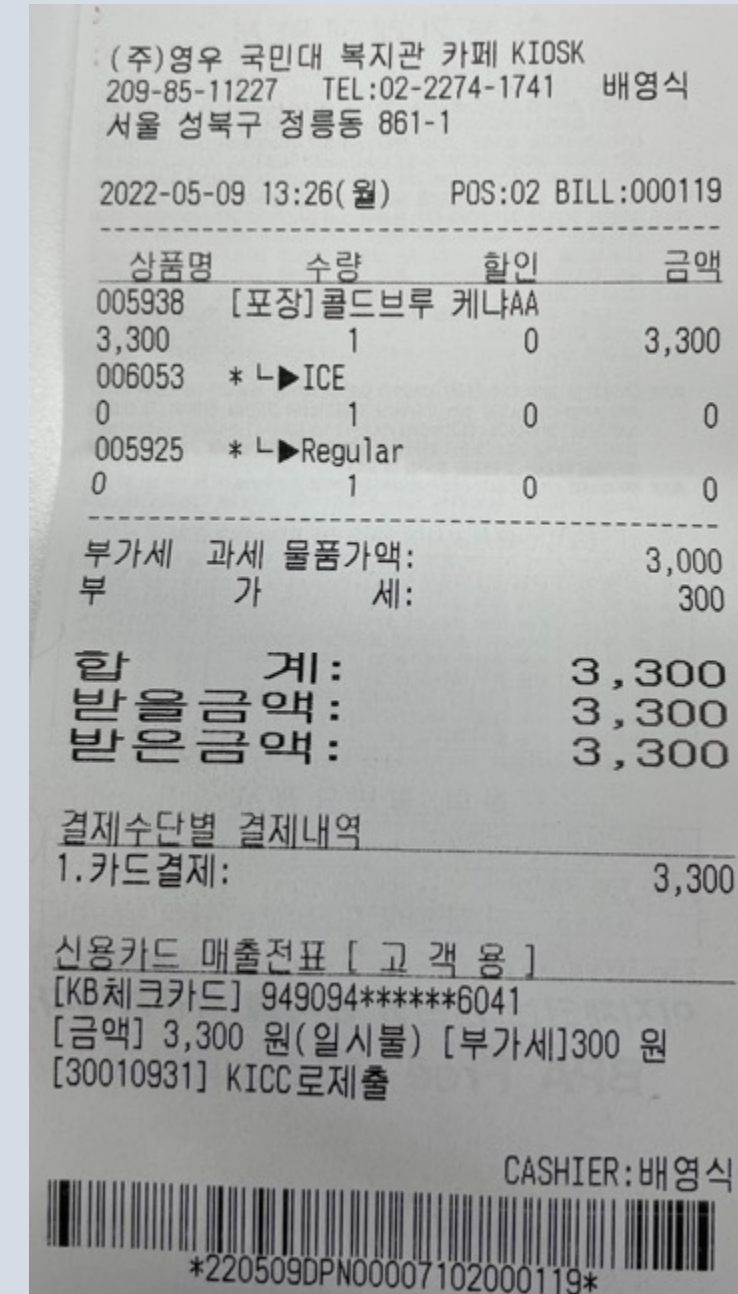 (주)영우 국민대 복지관 카페 KIOSK
209-85-11227 TEL:02-2274-1741 배영식
서울 성북구 정릉동 861-1
2022-05-09 13:26(월) POS:02 BILL:000119
상품명 수량 할인 금액
005938 [포장]콜드브루 케냐AA
3,300 1 0 3,300
006053 * └▶ICE
0 1 0 0
005925 * └▶Regular
0 1 0 0
부가세 과세 물품가액: 3,000
부 가 세: 300
합 계: 3,300
받을금액: 3,300
받은금액: 3,300
결제수단별 결제내역
1.카드결제: 3,300
신용카드 매출전표 [ 고 객 용 ]
[KB체크카드] 949094******6041
[금액] 3,300 원(일시불) [부가세]300 원
[30010931] KICC로제출
CASHIER:배영식
*220509DPN00007102000119*